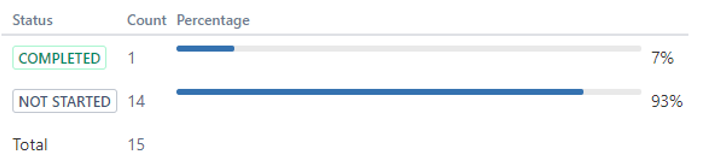 Status Count Percentage
COMPLETED 1 7%
NOT STARTED 14 93%
Total 15